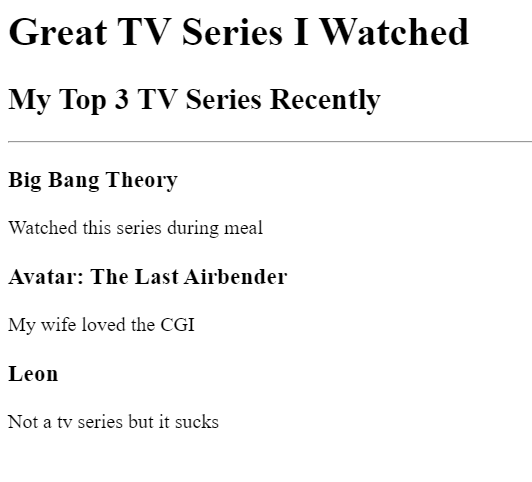 Great TV Series I Watched
My Top 3 TV Series Recently
Big Bang Theory
Watched this series during meal
Avatar: The Last Airbender
My wife loved the CGI
Leon
Not a tv series but it sucks